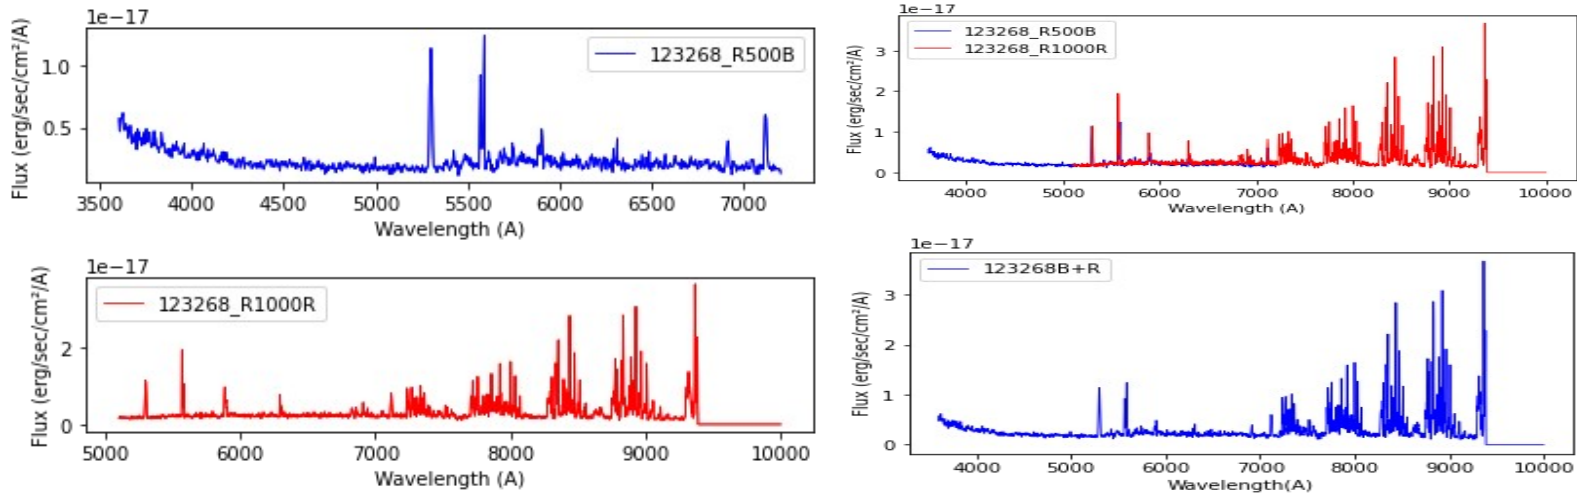 1e−17
Flux (erg/sec/cm²/A)
1.0
0.5
123268_R500B
3500 4000 4500 5000 5500 6000 6500 7000
Wavelength (A)
1e−17
Flux (erg/sec/cm²/A)
3
2
1
0
123268_R500B
123268_R1000R
4000 5000 6000 7000 8000 9000 10000
Wavelength (A)
1e−17
Flux (erg/sec/cm²/A)
2
0
123268_R1000R
5000 6000 7000 8000 9000 10000
Wavelength (A)
1e−17
Flux (erg/sec/cm²/A)
3
2
1
0
123268B+R
4000 5000 6000 7000 8000 9000 10000
Wavelength(A)